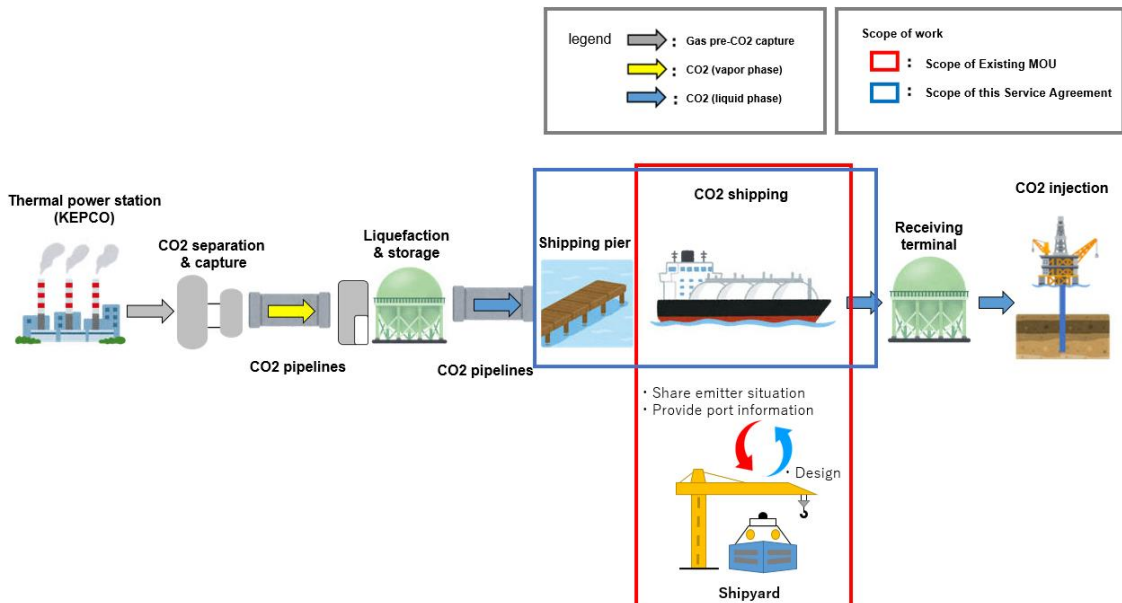 legend
: Gas pre-CO2 capture
: CO2 (vapor phase)
: CO2 (liquid phase)
Scope of work
: Scope of Existing MOU
: Scope of this Service Agreement
Thermal power station
(KEPCO)
CO2 separation
& capture
CO2 pipelines
Liquefaction
& storage
CO2 pipelines
Shipping pier
CO2 shipping
Receiving
terminal
CO2 injection
・Share emitter situation
・Provide port information
・Design
Shipyard